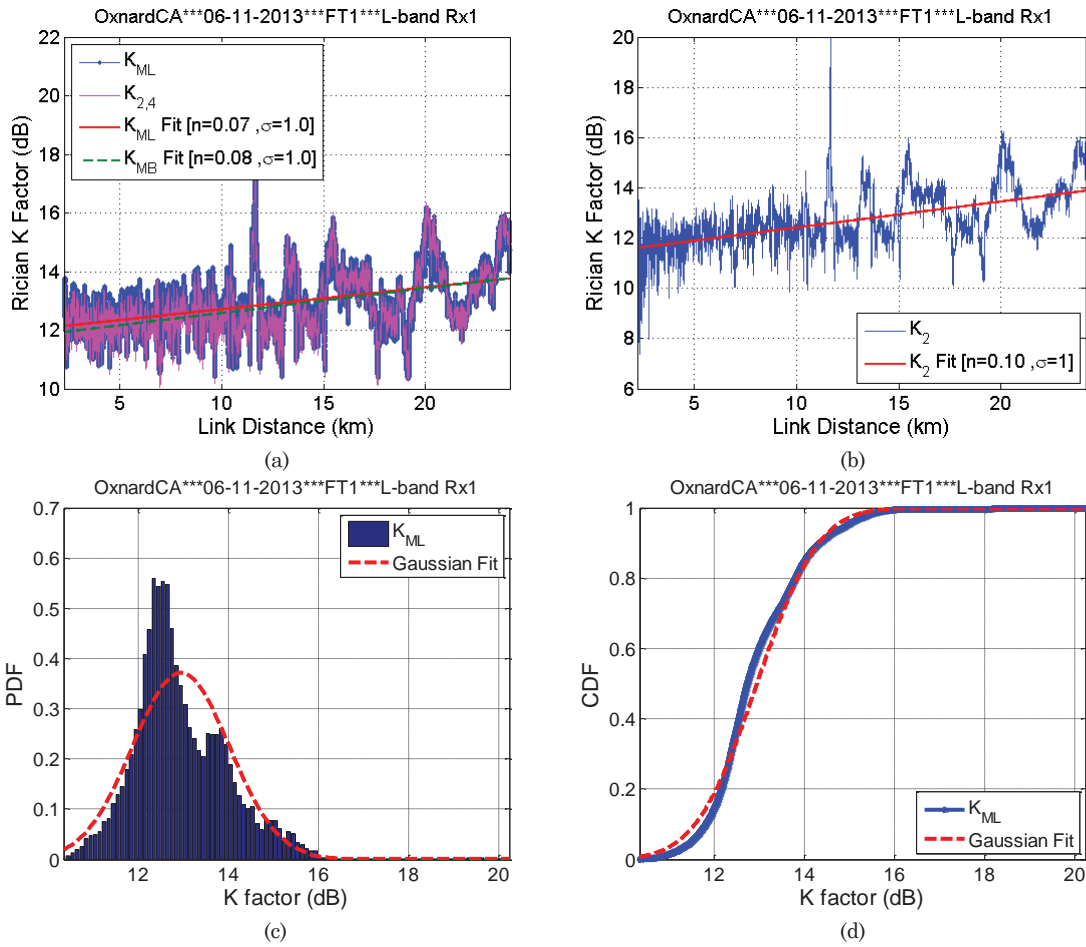 OxnardCA***06-11-2013***FT1***L-band Rx1
22
20
18
16
14
12
10
Rician K Factor (dB)
K_ML
K_2,4
K_ML Fit [n=0.07 ,σ=1.0]
K_MB Fit [n=0.08 ,σ=1.0]
5 10 15 20
Link Distance (km)
(a)
OxnardCA***06-11-2013***FT1***L-band Rx1
20
18
16
14
12
10
8
6
Rician K Factor (dB)
K_2
K_2 Fit [n=0.10 ,σ=1]
5 10 15 20
Link Distance (km)
(b)
OxnardCA***06-11-2013***FT1***L-band Rx1
0.7
0.6
0.5
0.4
0.3
0.2
0.1
0
PDF
K_ML
Gaussian Fit
12 14 16 18 20
K factor (dB)
(c)
OxnardCA***06-11-2013***FT1***L-band Rx1
1
0.8
0.6
0.4
0.2
0
CDF
K_ML
Gaussian Fit
12 14 16 18 20
K factor (dB)
(d)